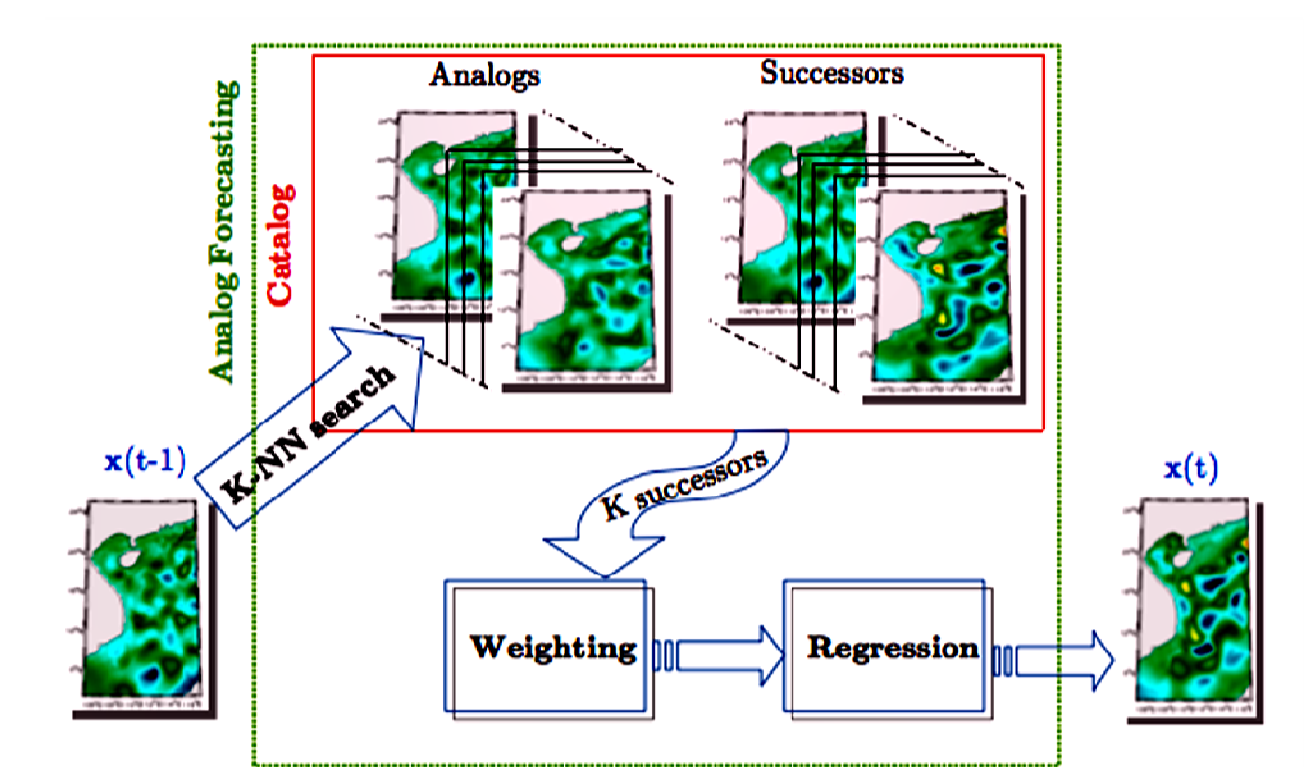 Analogs
Successors
Analog Forecasting
Catalog
K-NN search
x(t-1)
K successors
x(t)
Weighting
Regression